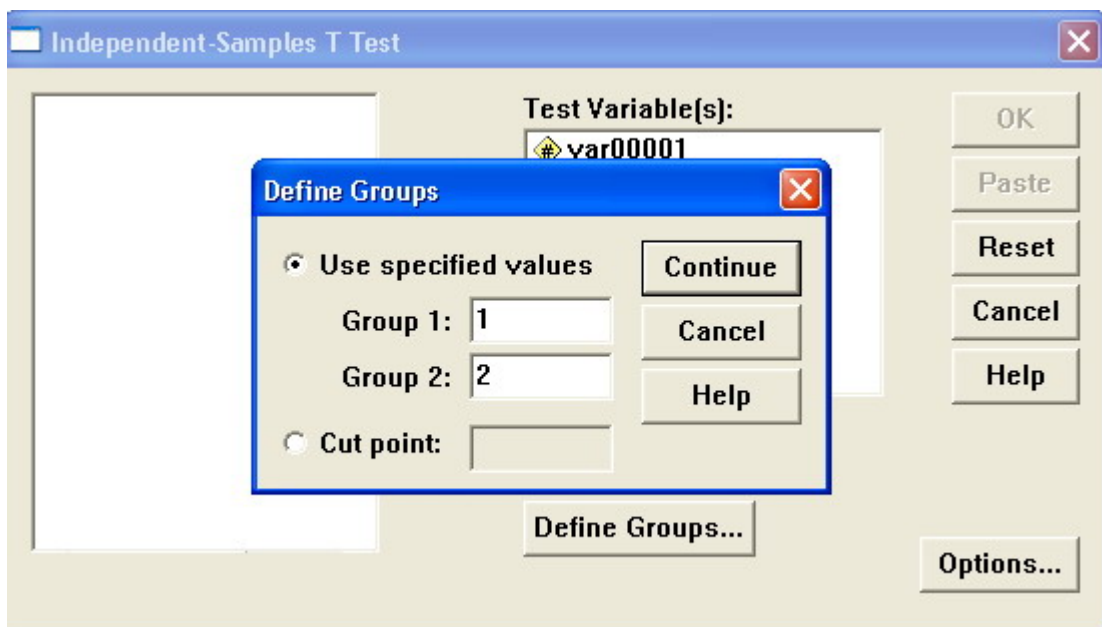 Independent-Samples T Test
Test Variable(s):
var00001
OK
Paste
Reset
Cancel
Help
Define Groups
Use specified values
Group 1: 1
Group 2: 2
Cut point:
Continue
Cancel
Help
Define Groups...
Options...